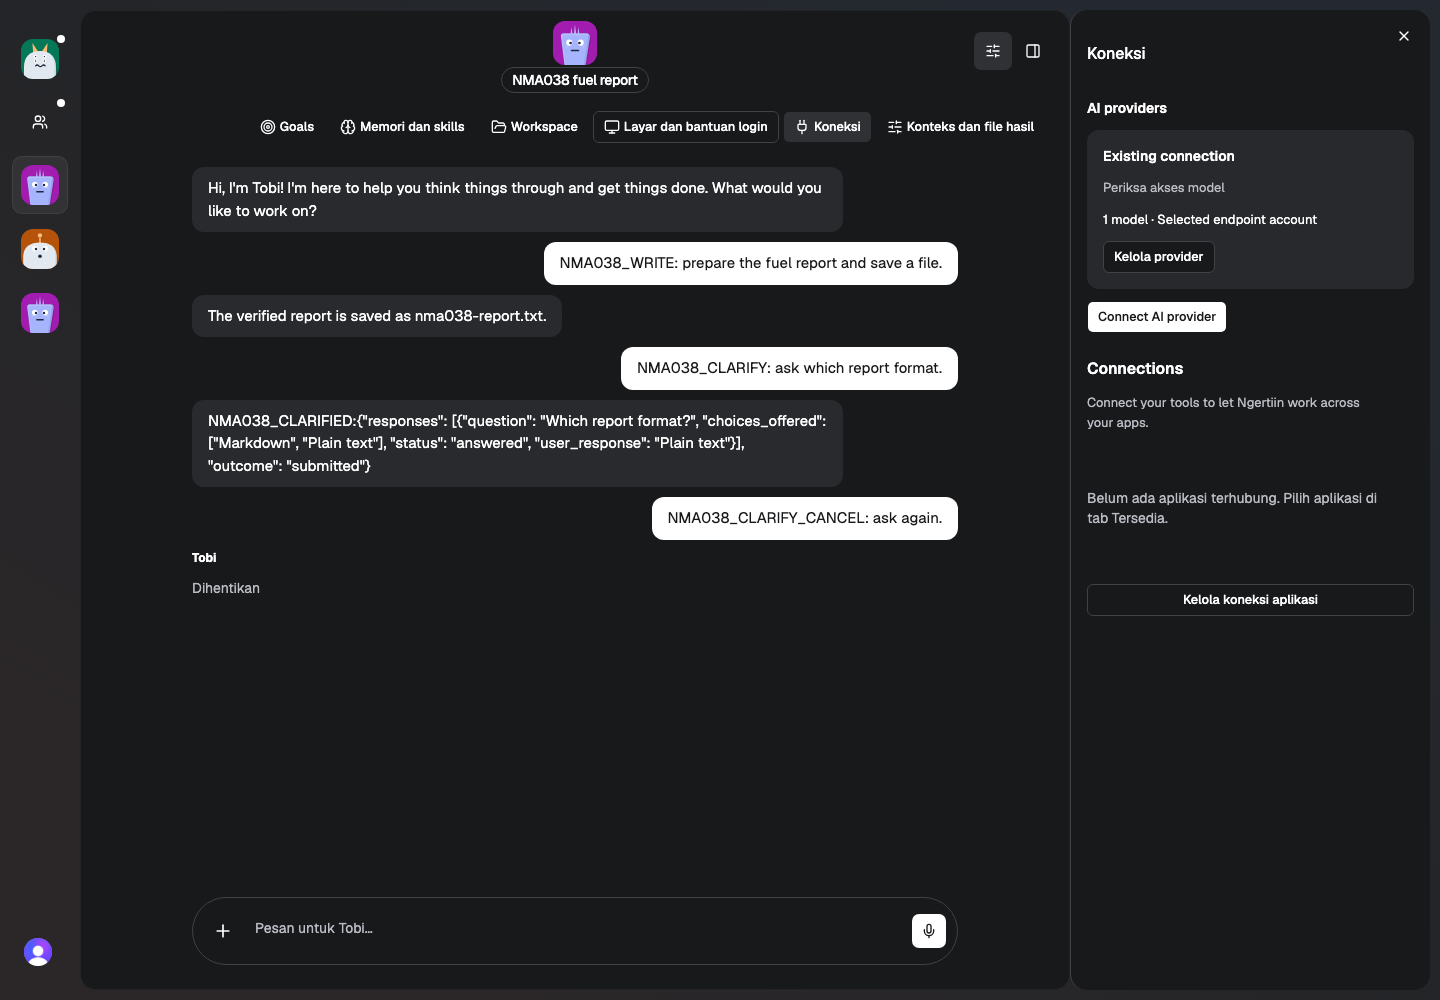 NMA038 fuel report
Goals
Memori dan skills
Workspace
Layar dan bantuan login
Koneksi
Konteks dan file hasil
Hi, I'm Tobi! I'm here to help you think things through and get things done. What would you
like to work on?
NMA038_WRITE: prepare the fuel report and save a file.
The verified report is saved as nma038-report.txt.
NMA038_CLARIFY: ask which report format.
NMA038_CLARIFIED:{"responses": [{"question": "Which report format?", "choices_offered":
["Markdown", "Plain text"], "status": "answered", "user_response": "Plain text"}],
"outcome": "submitted"}
NMA038_CLARIFY_CANCEL: ask again.
Tobi
Dihentikan
Pesan untuk Tobi...
Koneksi
AI providers
Existing connection
Periksa akses model
1 model · Selected endpoint account
Kelola provider
Connect AI provider
Connections
Connect your tools to let Ngertiin work across
your apps.
Belum ada aplikasi terhubung. Pilih aplikasi di
tab Tersedia.
Kelola koneksi aplikasi